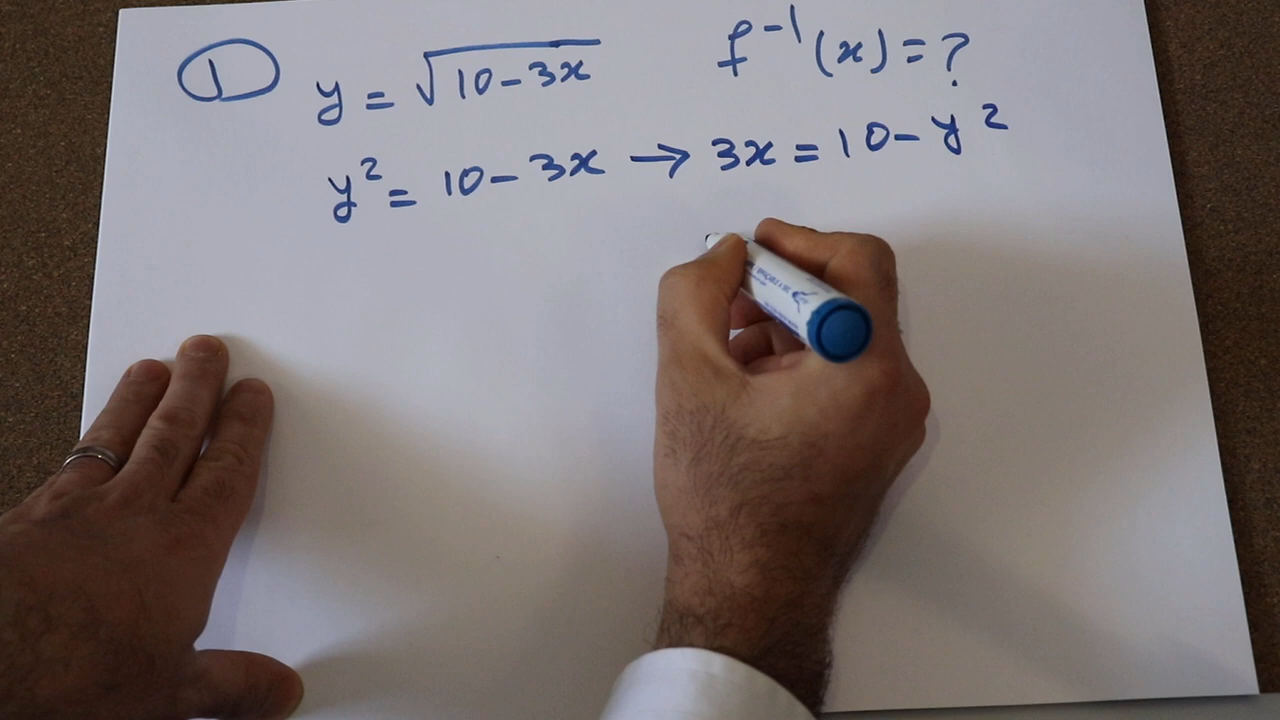 ① y = √(10-3x) f⁻¹(x) = ?
y² = 10-3x → 3x = 10-y²